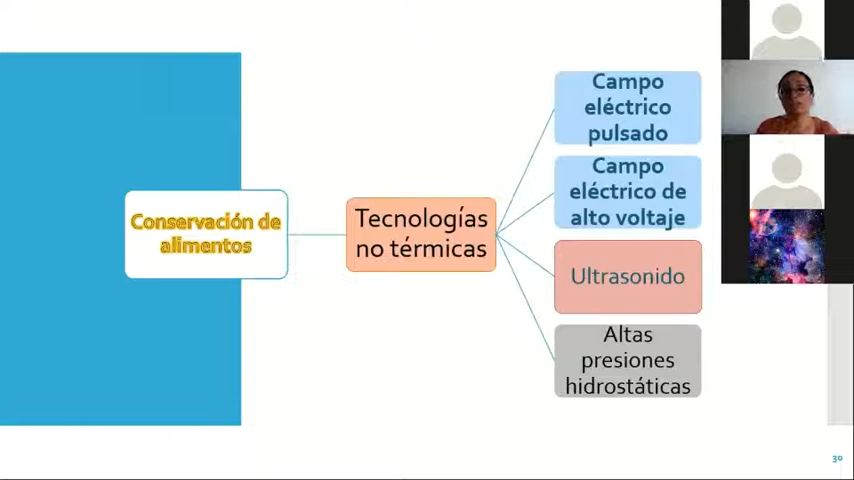 Conservación de
alimentos
Tecnologías
no térmicas
Campo
eléctrico
pulsado
Campo
eléctrico de
alto voltaje
Ultrasonido
Altas
presiones
hidrostáticas
30